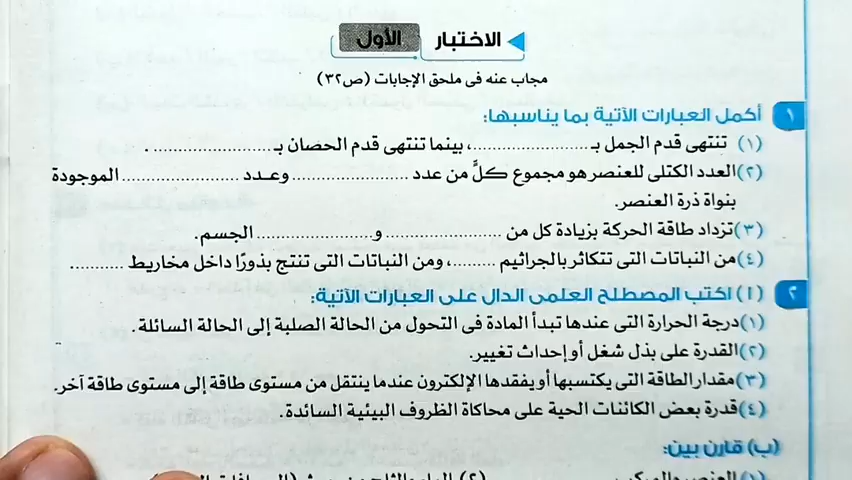 الاختبار الأول
مجاب عنه فى ملحق الإجابات (ص٣٢)
١ أكمل العبارات الآتية بما يناسبها:
(١) تنتهى قدم الجمل بـ ......................، بينما تنتهى قدم الحصان بـ ...................... .
(٢) العدد الكتلى للعنصر هو مجموع كلًّ من عدد ...................... وعـدد ...................... الموجودة
بنواة ذرة العنصر.
(٣) تزداد طاقة الحركة بزيادة كل من ...................... و...................... الجسم.
(٤) من النباتات التى تتكاثر بالجراثيم .........، ومن النباتات التى تنتج بذورًا داخل مخاريط ..........
٢ (أ) اكتب المصطلح العلمى الدال على العبارات الآتية:
(١) درجة الحرارة التى عندها تبدأ المادة فى التحول من الحالة الصلبة إلى الحالة السائلة.
(٢) القدرة على بذل شغل أو إحداث تغيير.
(٣) مقدار الطاقة التى يكتسبها أو يفقدها الإلكترون عندما ينتقل من مستوى طاقة إلى مستوى طاقة آخر.
(٤) قدرة بعض الكائنات الحية على محاكاة الظروف البيئية السائدة.
(ب) قارن بين:
(١) العنصر والمركب (٢)